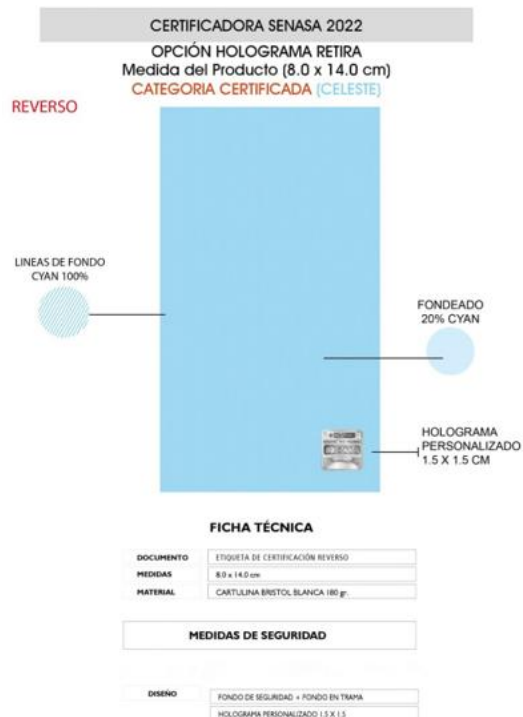 CERTIFICADORA SENASA 2022
OPCIÓN HOLOGRAMA RETIRA
Medida del Producto (8.0 x 14.0 cm)
CATEGORIA CERTIFICADA (CELESTE)
REVERSO
LINEAS DE FONDO
CYAN 100%
FONDEADO
20% CYAN
HOLOGRAMA
PERSONALIZADO
1.5 X 1.5 CM
FICHA TÉCNICA
DOCUMENTO ETIQUETA DE CERTIFICACIÓN REVERSO
MEDIDAS 8.0 x 14.0 cm
MATERIAL CARTULINA BRISTOL BLANCA 180 gr.
MEDIDAS DE SEGURIDAD
DISEÑO FONDO DE SEGURIDAD + FONDO EN TRAMA
HOLOGRAMA PERSONALIZADO 1.5 X 1.5